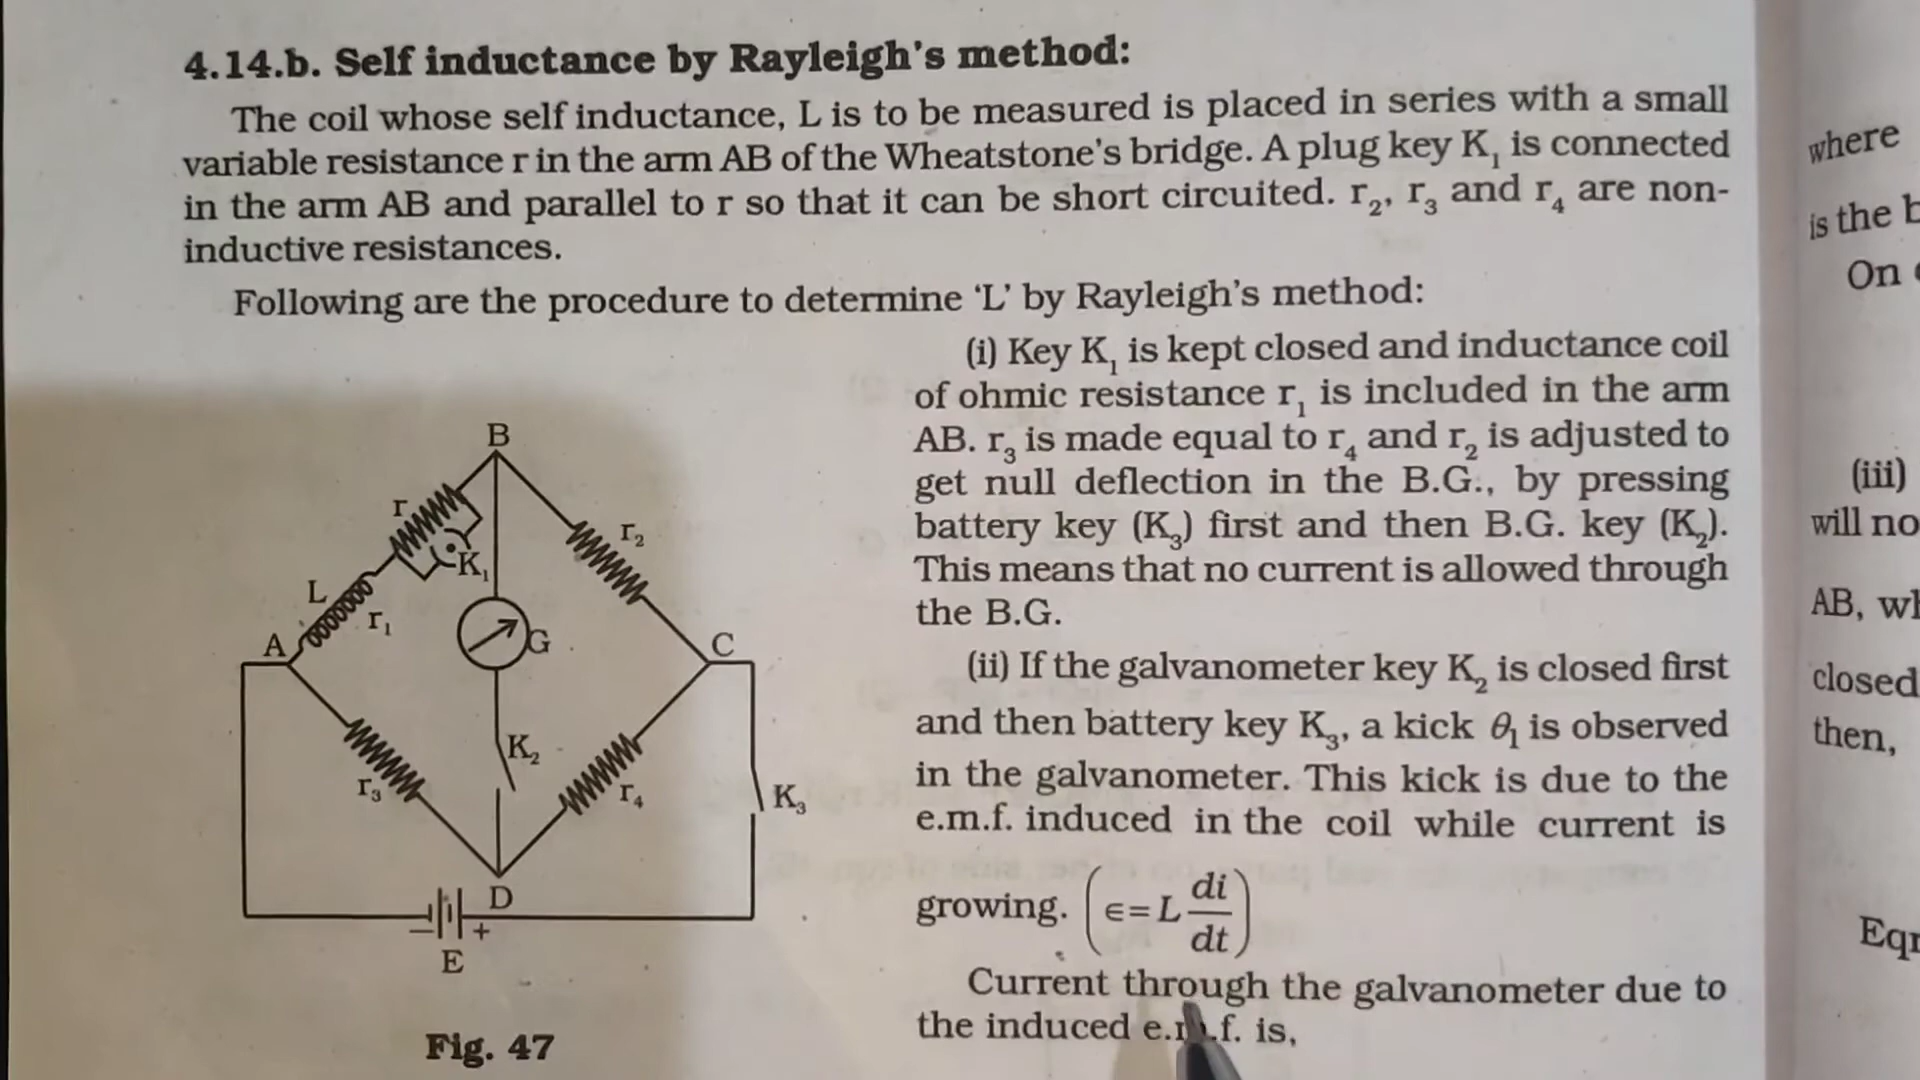 4.14.b. Self inductance by Rayleigh's method:
The coil whose self inductance, L is to be measured is placed in series with a small
variable resistance r in the arm AB of the Wheatstone's bridge. A plug key K₁ is connected
in the arm AB and parallel to r so that it can be short circuited. r₂, r₃ and r₄ are non-
inductive resistances.
Following are the procedure to determine 'L' by Rayleigh's method:
(i) Key K₁ is kept closed and inductance coil
of ohmic resistance r₁ is included in the arm
AB. r₃ is made equal to r₄ and r₂ is adjusted to
get null deflection in the B.G., by pressing
battery key (K₃) first and then B.G. key (K₂).
This means that no current is allowed through
the B.G.
(ii) If the galvanometer key K₂ is closed first
and then battery key K₃, a kick θ₁ is observed
in the galvanometer. This kick is due to the
e.m.f. induced in the coil while current is
growing. (∈= L di/dt)
Current through the galvanometer due to
the induced e.m.f. is,
B
r
r₂
K₁
L
r₁
A
G
C
K₂
r₃
r₄
K₃
D
− +
E
Fig. 47
where
is the
On
(iii)
will no
AB,
closed
then,